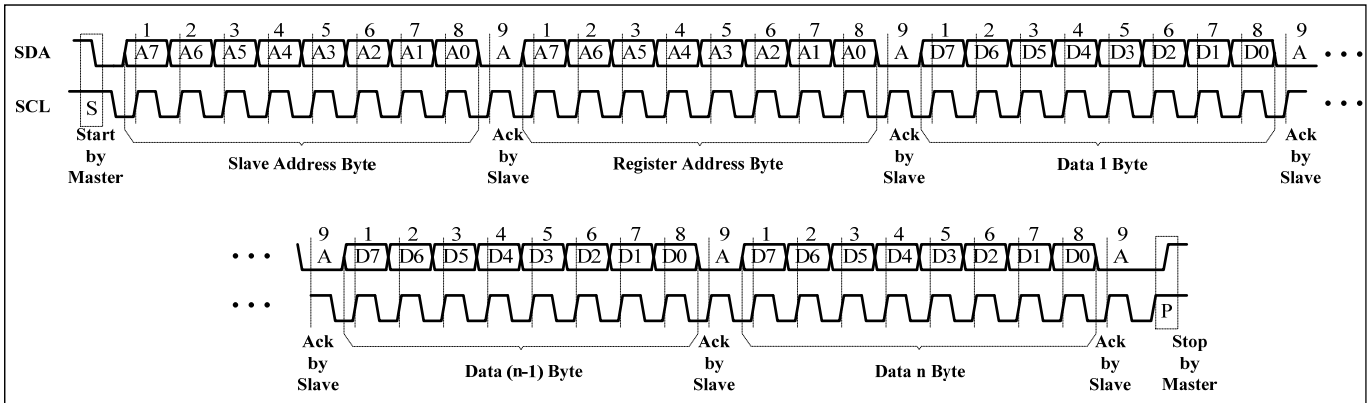 1 2 3 4 5 6 7 8 9 1 2 3 4 5 6 7 8 9 1 2 3 4 5 6 7 8 9
SDA A7 A6 A5 A4 A3 A2 A1 A0 A A7 A6 A5 A4 A3 A2 A1 A0 A D7 D6 D5 D4 D3 D2 D1 D0 A • • •
SCL S • • •
Start by Master
Slave Address Byte
Ack by Slave
Register Address Byte
Ack by Slave
Data 1 Byte
Ack by Slave
9 1 2 3 4 5 6 7 8 9 1 2 3 4 5 6 7 8 9
• • • A D7 D6 D5 D4 D3 D2 D1 D0 A D7 D6 D5 D4 D3 D2 D1 D0 A
• • • P
Ack by Slave
Data (n-1) Byte
Ack by Slave
Data n Byte
Ack by Slave
Stop by Master